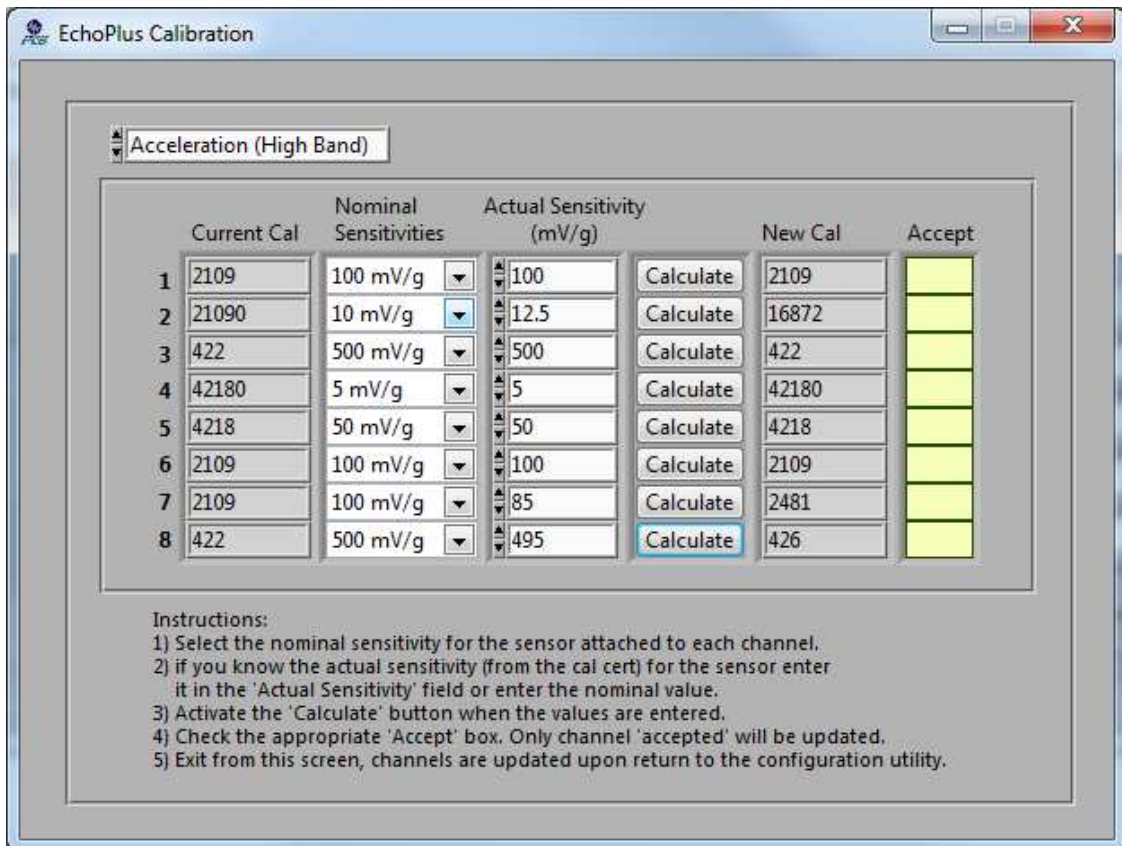 EchoPlus Calibration
Acceleration (High Band)
Nominal Actual Sensitivity
Current Cal Sensitivities (mV/g) New Cal Accept
1 2109 100 mV/g 100 Calculate 2109
2 21090 10 mV/g 12.5 Calculate 16872
3 422 500 mV/g 500 Calculate 422
4 42180 5 mV/g 5 Calculate 42180
5 4218 50 mV/g 50 Calculate 4218
6 2109 100 mV/g 100 Calculate 2109
7 2109 100 mV/g 85 Calculate 2481
8 422 500 mV/g 495 Calculate 426
Instructions:
1) Select the nominal sensitivity for the sensor attached to each channel.
2) if you know the actual sensitivity (from the cal cert) for the sensor enter
it in the 'Actual Sensitivity' field or enter the nominal value.
3) Activate the 'Calculate' button when the values are entered.
4) Check the appropriate 'Accept' box. Only channel 'accepted' will be updated.
5) Exit from this screen, channels are updated upon return to the configuration utility.